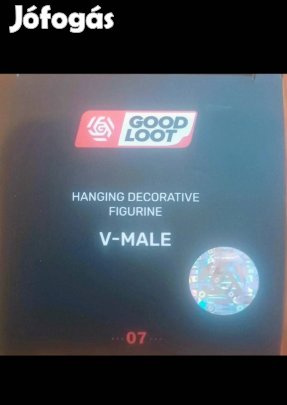 Jófogás
GOOD
LOOT
HANGING DECORATIVE
FIGURINE
V-MALE
07